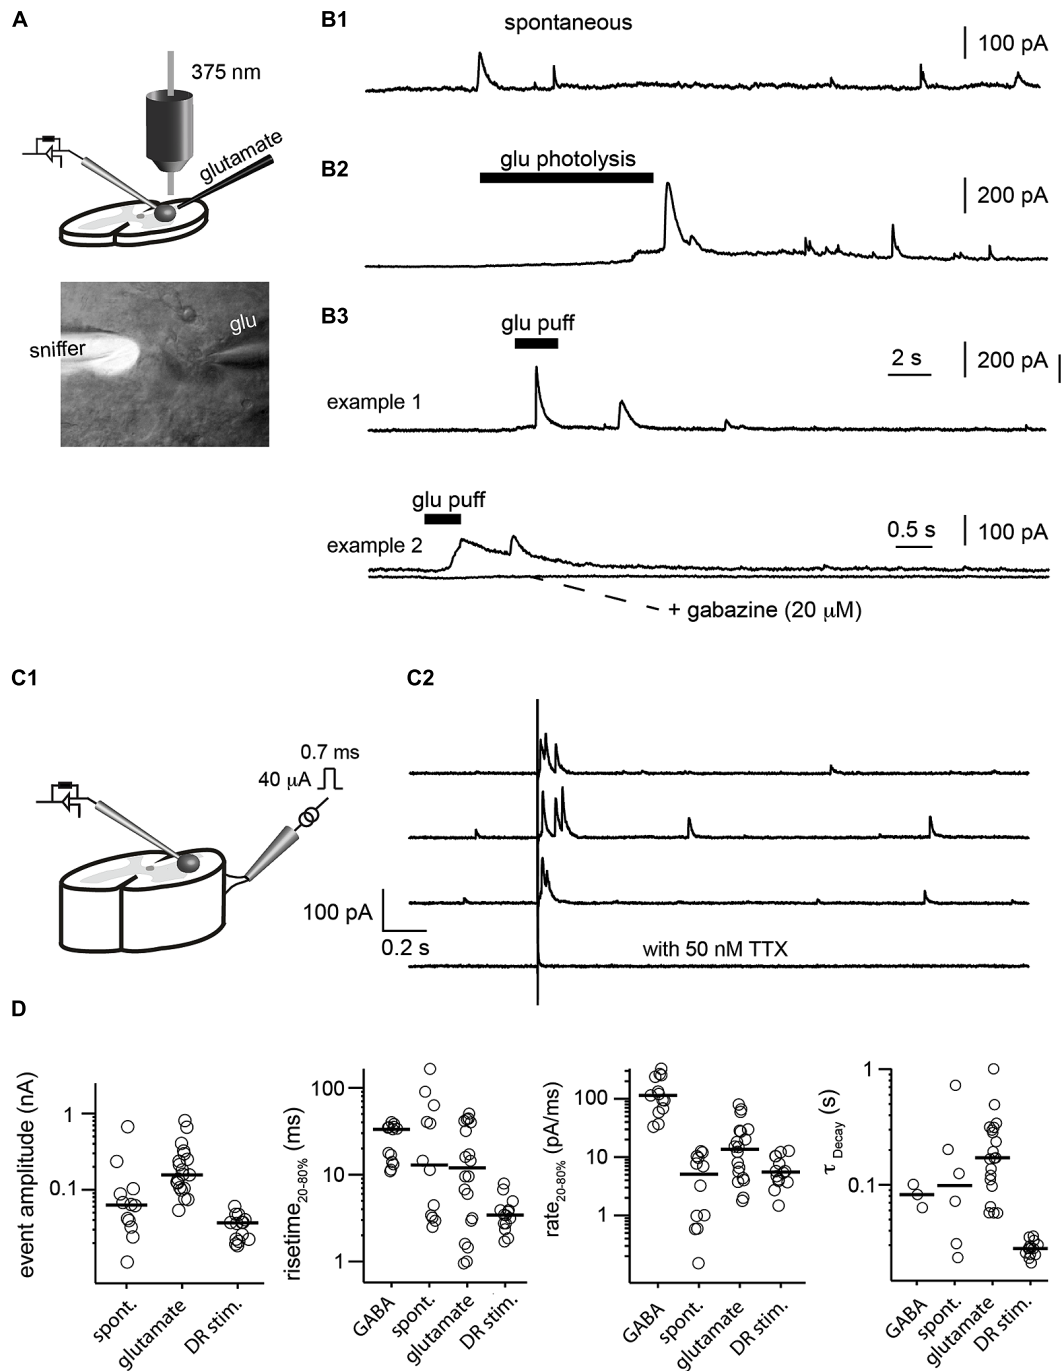 A
375 nm
glutamate
sniffer
glu
B1
spontaneous
100 pA
B2
glu photolysis
200 pA
B3
glu puff
2 s
200 pA
example 1
glu puff
0.5 s
100 pA
example 2
+ gabazine (20 µM)
C1
0.7 ms
40 µA
C2
100 pA
0.2 s
with 50 nM TTX
D
event amplitude (nA)
1
0.1
spont.
glutamate
DR stim.
risetime20-80% (ms)
100
10
1
GABA
spont.
glutamate
DR stim.
rate20-80% (pA/ms)
100
10
1
GABA
spont.
glutamate
DR stim.
τ Decay (s)
1
0.1
GABA
spont.
glutamate
DR stim.